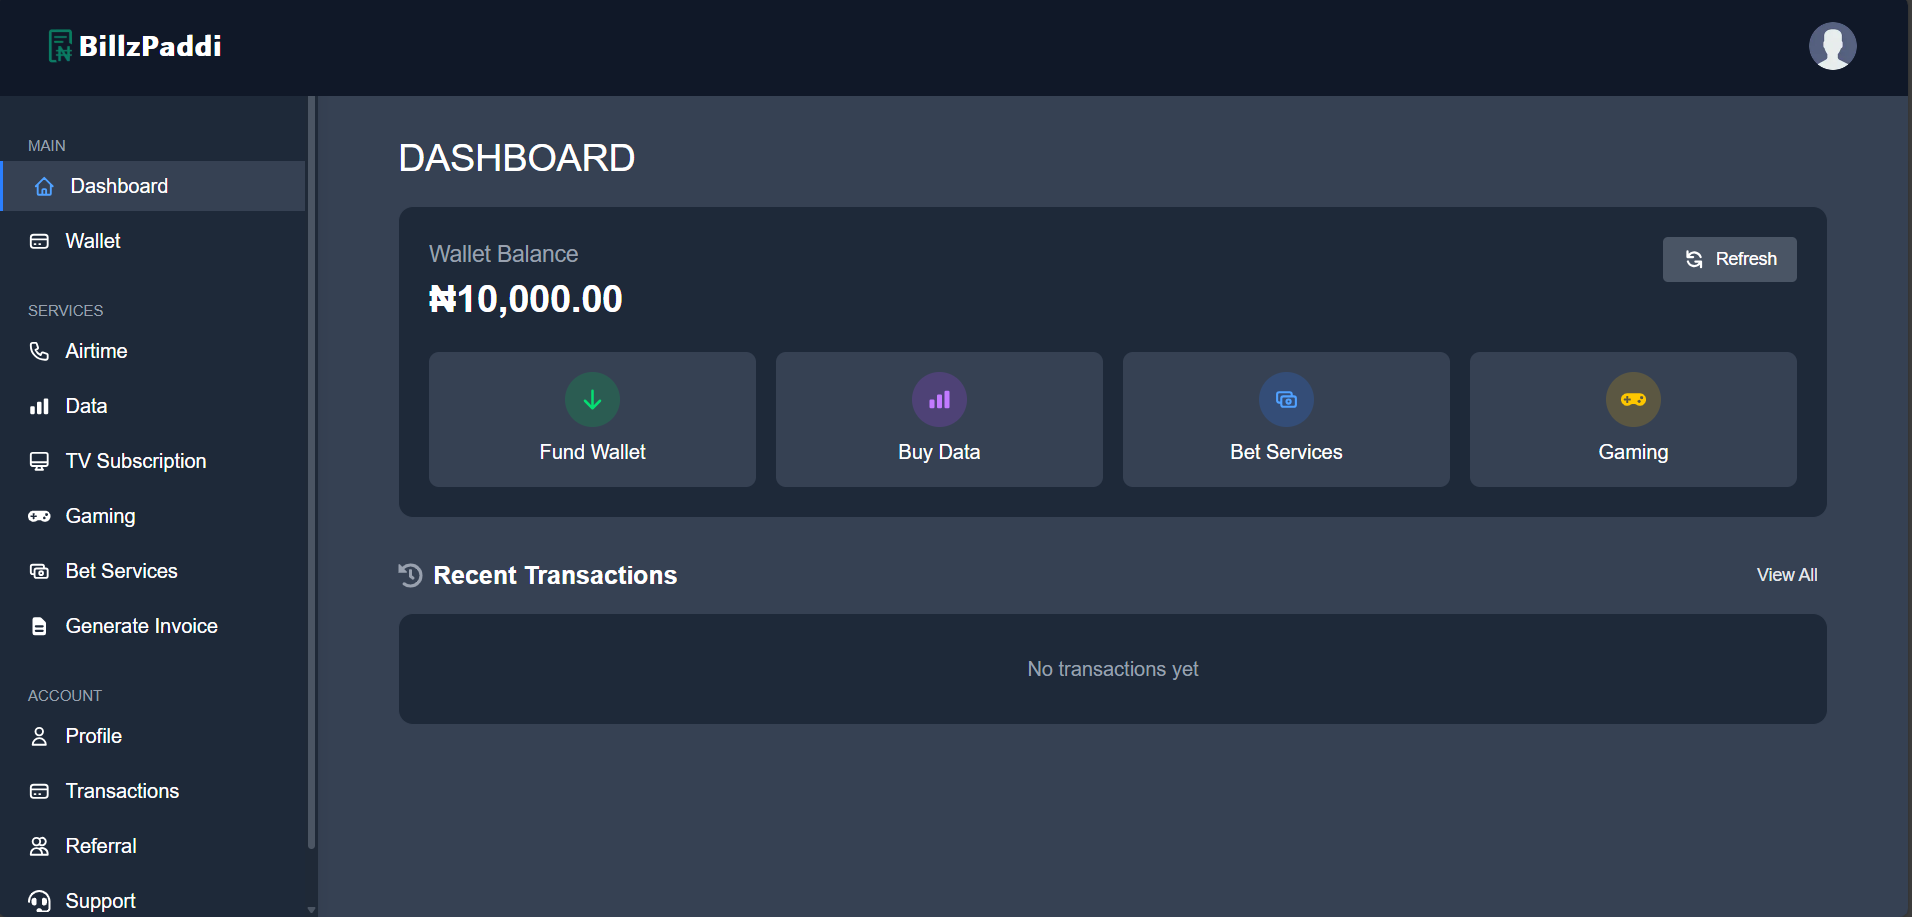 BillzPaddi
MAIN
Dashboard
Wallet
SERVICES
Airtime
Data
TV Subscription
Gaming
Bet Services
Generate Invoice
ACCOUNT
Profile
Transactions
Referral
Support
DASHBOARD
Wallet Balance
Refresh
₦10,000.00
Fund Wallet
Buy Data
Bet Services
Gaming
Recent Transactions
View All
No transactions yet